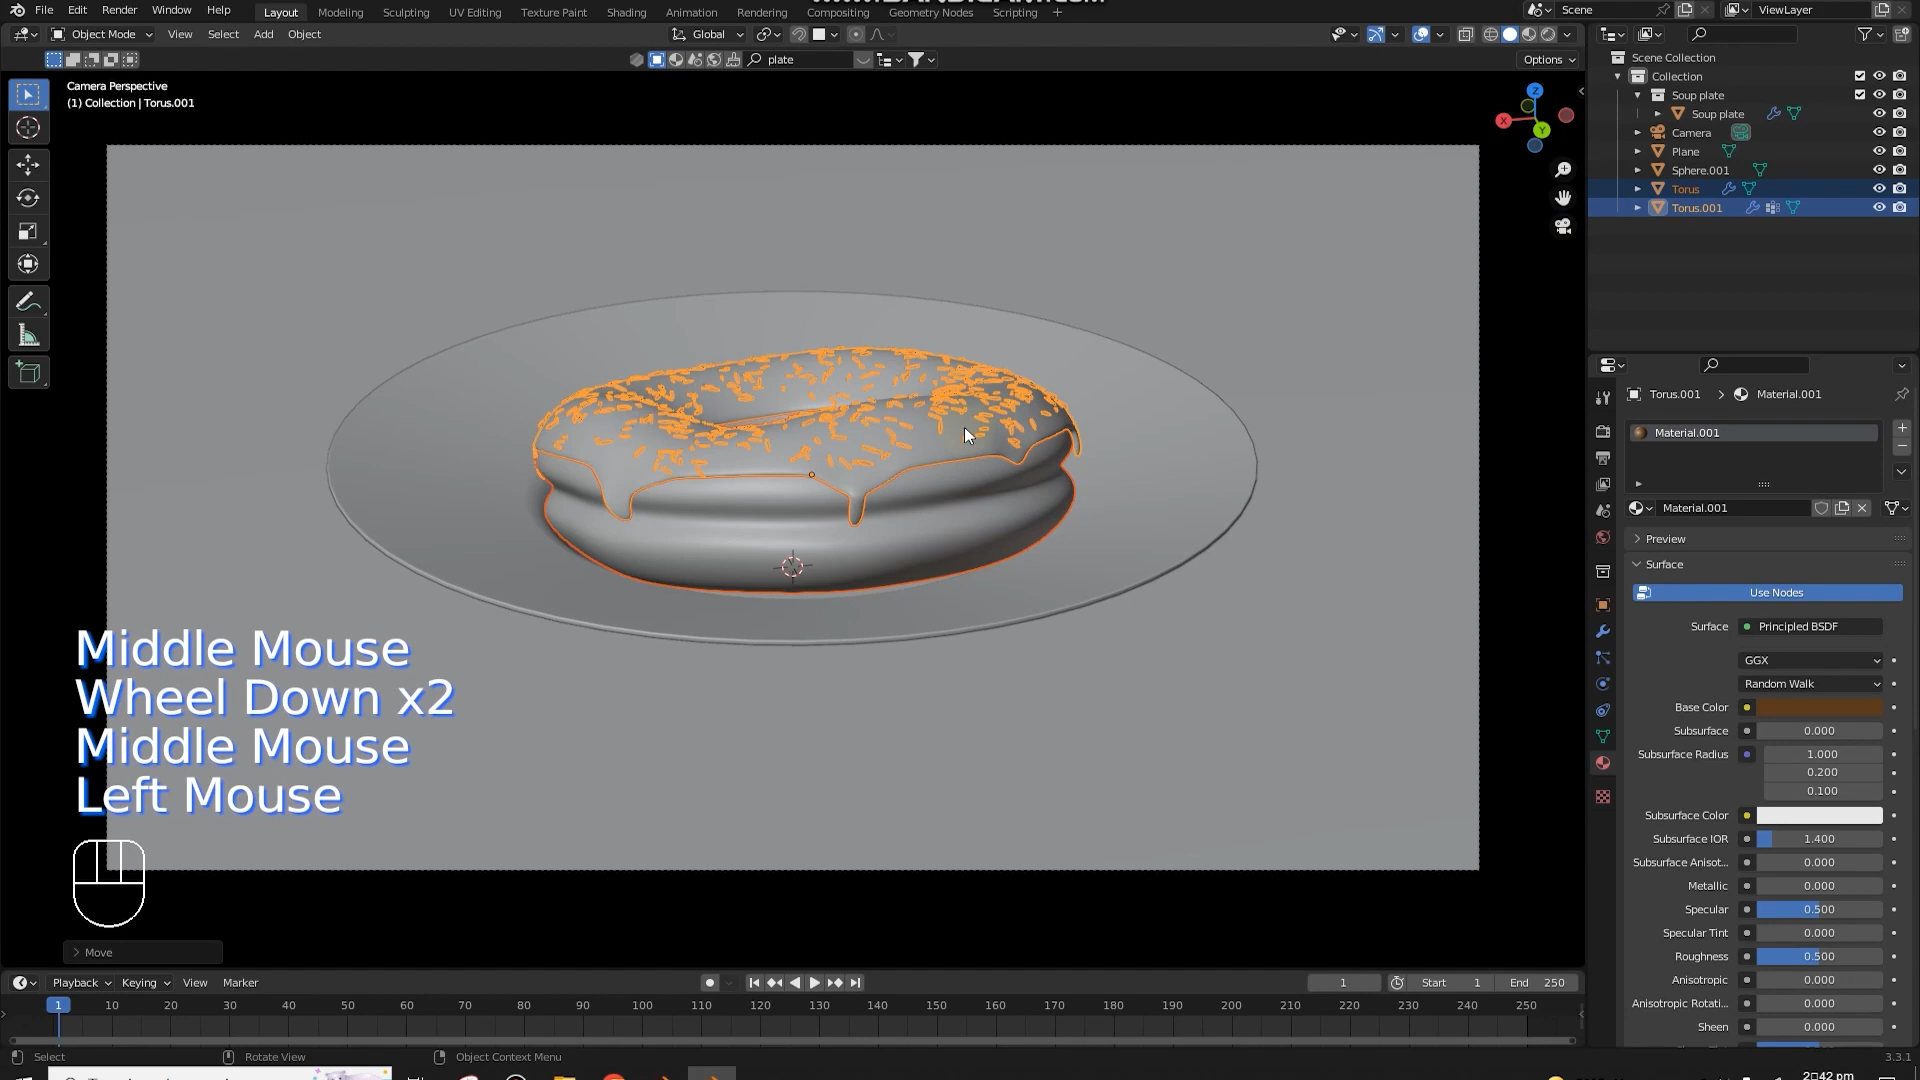 File Edit Render Window Help Layout Modeling Sculpting UV Editing Texture Paint Shading Animation Rendering Compositing Geometry Nodes Scripting + Scene ViewLayer
Object Mode View Select Add Object Global
plate Options
Camera Perspective
(1) Collection | Torus.001
Scene Collection
Collection
Soup plate
Soup plate
Camera
Plane
Sphere.001
Torus
Torus.001
X
Y
Z
Torus.001 > Material.001
Material.001
Material.001
Preview
Surface
Use Nodes
Surface Principled BSDF
GGX
Random Walk
Base Color
Subsurface 0.000
Subsurface Radius 1.000
0.200
0.100
Subsurface Color
Subsurface IOR 1.400
Subsurface Anisot... 0.000
Metallic 0.000
Specular 0.500
Specular Tint 0.000
Roughness 0.500
Anisotropic 0.000
Anisotropic Rotati... 0.000
Sheen 0.000
Middle Mouse
Wheel Down x2
Middle Mouse
Left Mouse
> Move
Playback Keying View Marker 1 Start 1 End 250
1 10 20 30 40 50 60 70 80 90 100 110 120 130 140 150 160 170 180 190 200 210 220 230 240 250
Select Rotate View Object Context Menu 3.3.1